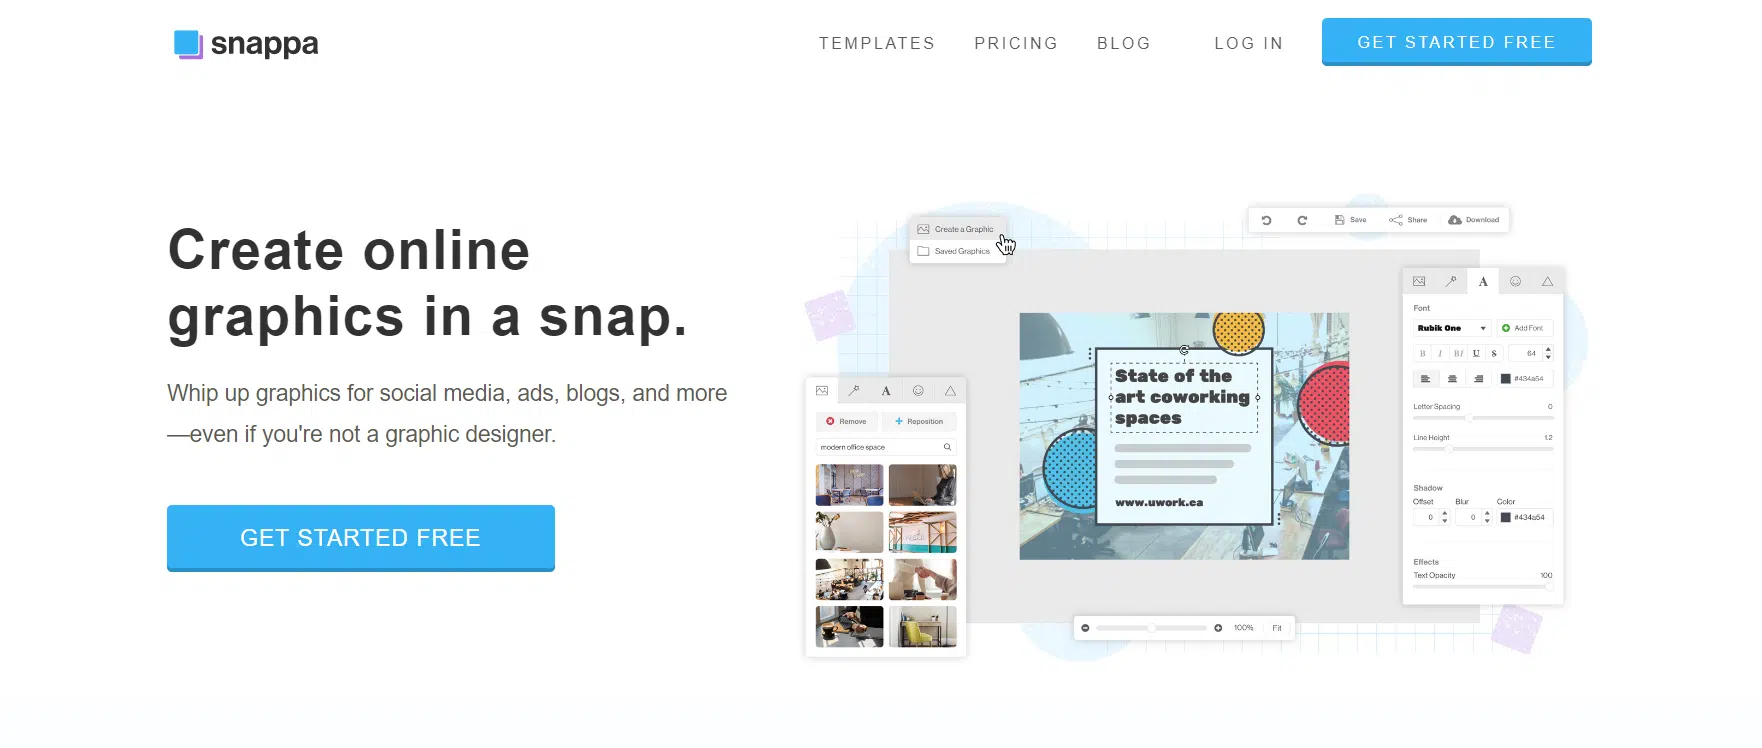 snappa
TEMPLATES
PRICING
BLOG
LOG IN
GET STARTED FREE
Create online
graphics in a snap.
Whip up graphics for social media, ads, blogs, and more
—even if you're not a graphic designer.
GET STARTED FREE
Create a Graphic
Saved Graphics
Save
Share
Download
Remove
Reposition
modern office space
State of the
art coworking
spaces
www.uwork.ca
100%
Fit
A
A
Font
Rubik One
Add Font
B I BI U S
64
#434a54
Letter Spacing 0
Line Height 1.2
Shadow
Offset Blur Color
0 0 #434a54
Effects
Text Opacity 100